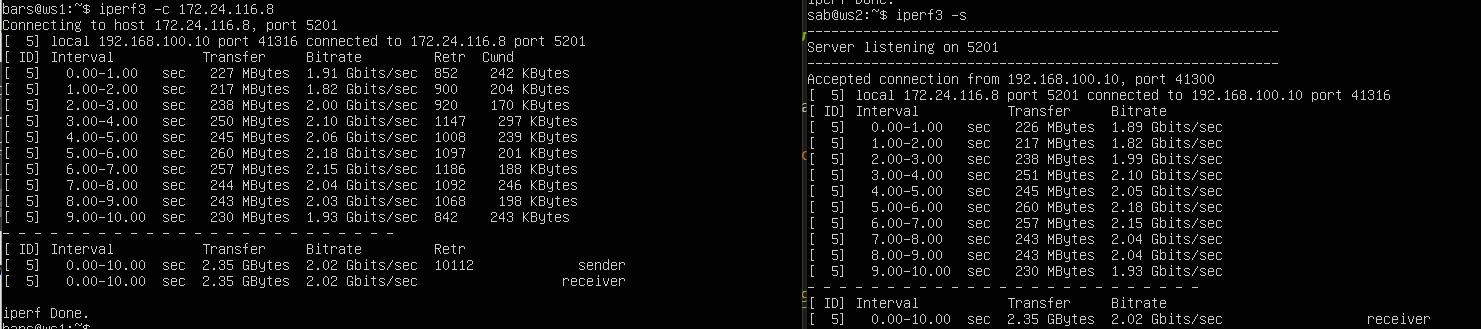 bars@ws1:~$ iperf3 -c 172.24.116.8
Connecting to host 172.24.116.8, port 5201
[  5] local 192.168.100.10 port 41316 connected to 172.24.116.8 port 5201
[ ID] Interval           Transfer     Bitrate         Retr  Cwnd
[  5]   0.00-1.00   sec   227 MBytes  1.91 Gbits/sec  852    242 KBytes
[  5]   1.00-2.00   sec   217 MBytes  1.82 Gbits/sec  900    204 KBytes
[  5]   2.00-3.00   sec   238 MBytes  2.00 Gbits/sec  920    170 KBytes
[  5]   3.00-4.00   sec   250 MBytes  2.10 Gbits/sec  1147    297 KBytes
[  5]   4.00-5.00   sec   245 MBytes  2.06 Gbits/sec  1008    239 KBytes
[  5]   5.00-6.00   sec   260 MBytes  2.18 Gbits/sec  1097    201 KBytes
[  5]   6.00-7.00   sec   257 MBytes  2.15 Gbits/sec  1186    188 KBytes
[  5]   7.00-8.00   sec   244 MBytes  2.04 Gbits/sec  1092    246 KBytes
[  5]   8.00-9.00   sec   243 MBytes  2.03 Gbits/sec  1068    198 KBytes
[  5]   9.00-10.00  sec   230 MBytes  1.93 Gbits/sec  842    243 KBytes
- - - - - - - - - - - - - - - - - - - - - - - - -
[ ID] Interval           Transfer     Bitrate         Retr
[  5]   0.00-10.00  sec  2.35 GBytes  2.02 Gbits/sec  10112             sender
[  5]   0.00-10.00  sec  2.35 GBytes  2.02 Gbits/sec                  receiver
iperf Done.
bars@ws1:~$
iperf Done.
sab@ws2:~$ iperf3 -s
-----------------------------------------------------------
Server listening on 5201
-----------------------------------------------------------
Accepted connection from 192.168.100.10, port 41300
[  5] local 172.24.116.8 port 5201 connected to 192.168.100.10 port 41316
[ ID] Interval           Transfer     Bitrate
[  5]   0.00-1.00   sec   226 MBytes  1.89 Gbits/sec
[  5]   1.00-2.00   sec   217 MBytes  1.82 Gbits/sec
[  5]   2.00-3.00   sec   238 MBytes  1.99 Gbits/sec
[  5]   3.00-4.00   sec   251 MBytes  2.10 Gbits/sec
[  5]   4.00-5.00   sec   245 MBytes  2.05 Gbits/sec
[  5]   5.00-6.00   sec   260 MBytes  2.18 Gbits/sec
[  5]   6.00-7.00   sec   257 MBytes  2.15 Gbits/sec
[  5]   7.00-8.00   sec   243 MBytes  2.04 Gbits/sec
[  5]   8.00-9.00   sec   243 MBytes  2.04 Gbits/sec
[  5]   9.00-10.00  sec   230 MBytes  1.93 Gbits/sec
- - - - - - - - - - - - - - - - - - - - - - - - -
[ ID] Interval           Transfer     Bitrate
[  5]   0.00-10.00  sec  2.35 GBytes  2.02 Gbits/sec                  receiver